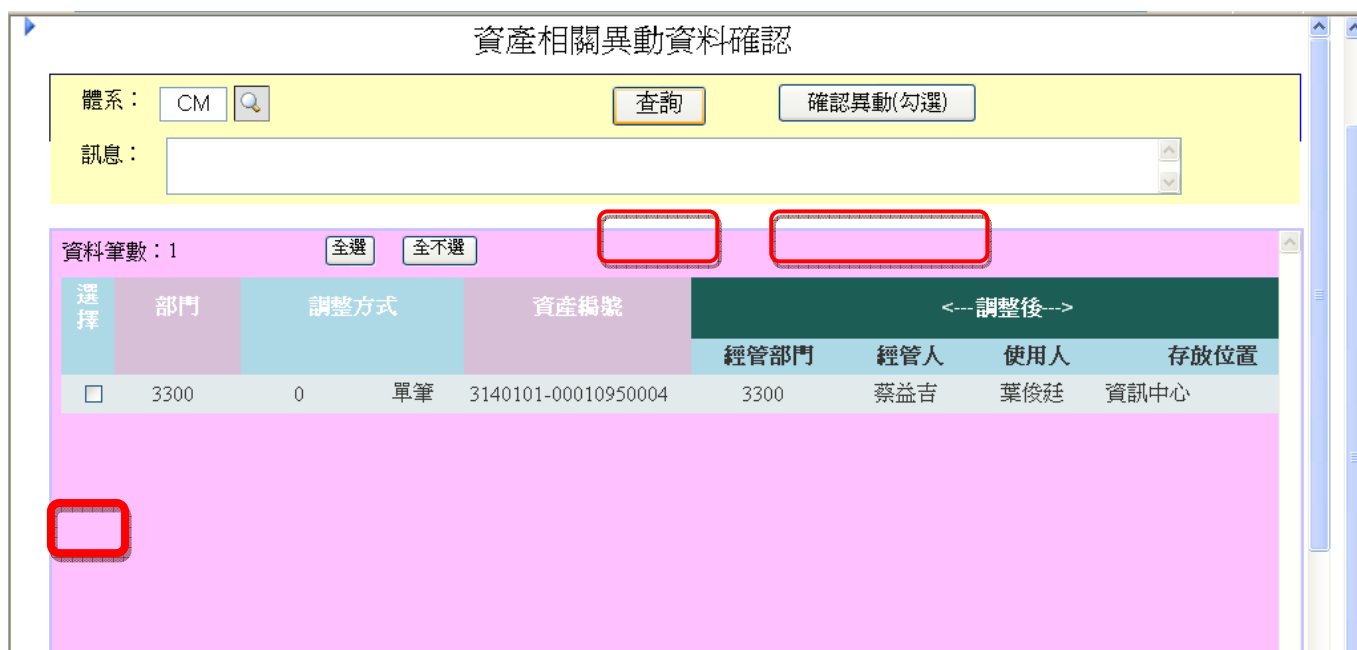 資產相關異動資料確認
體系： CM 查詢 確認異動(勾選)
訊息：
資料筆數：1 全選 全不選
選擇 部門 調整方式 資產編號 <---調整後--->
經管部門 經管人 使用人 存放位置
3300 0 單筆 3140101-00010950004 3300 蔡益吉 葉俊廷 資訊中心